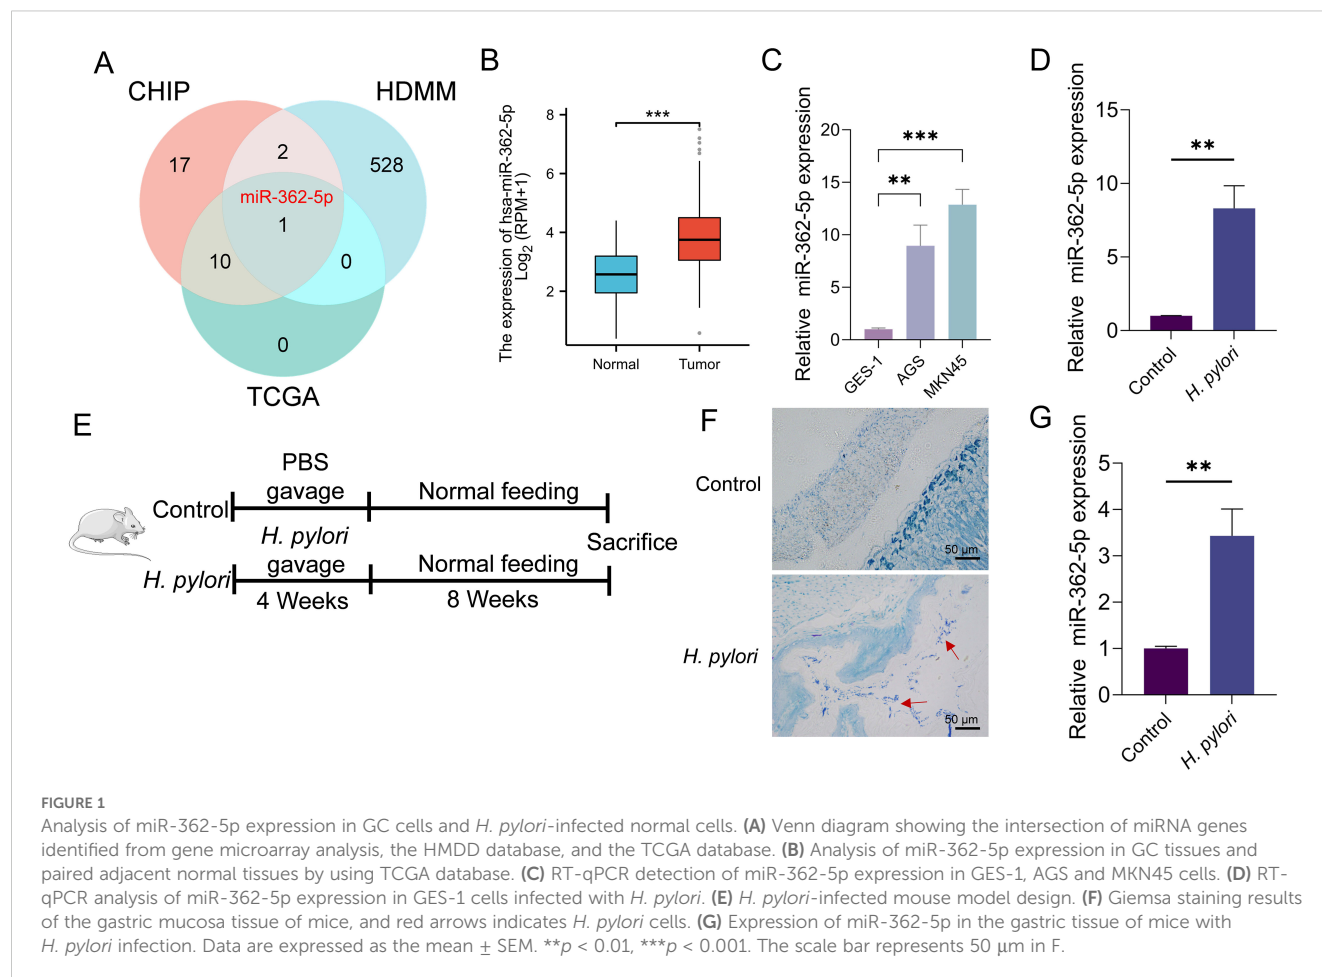 A
CHIP
HDMM
17
2
528
miR-362-5p
1
10
0
0
TCGA
B
The expression of hsa-miR-362-5p
Log2 (RPM+1)
8
6
4
2
***
Normal
Tumor
C
Relative miR-362-5p expression
20
15
10
5
0
***
**
GES-1
AGS
MKN45
D
Relative miR-362-5p expression
15
10
5
0
**
Control
H. pylori
E
PBS
gavage
Normal feeding
Control
H. pylori
gavage
Normal feeding
Sacrifice
H. pylori
4 Weeks
8 Weeks
F
Control
50 μm
H. pylori
50 μm
G
Relative miR-362-5p expression
5
4
3
2
1
0
**
Control
H. pylori
FIGURE 1
Analysis of miR-362-5p expression in GC cells and H. pylori-infected normal cells. (A) Venn diagram showing the intersection of miRNA genes
identified from gene microarray analysis, the HMDD database, and the TCGA database. (B) Analysis of miR-362-5p expression in GC tissues and
paired adjacent normal tissues by using TCGA database. (C) RT-qPCR detection of miR-362-5p expression in GES-1, AGS and MKN45 cells. (D) RT-
qPCR analysis of miR-362-5p expression in GES-1 cells infected with H. pylori. (E) H. pylori-infected mouse model design. (F) Giemsa staining results
of the gastric mucosa tissue of mice, and red arrows indicates H. pylori cells. (G) Expression of miR-362-5p in the gastric tissue of mice with
H. pylori infection. Data are expressed as the mean ± SEM. **p < 0.01, ***p < 0.001. The scale bar represents 50 μm in F.